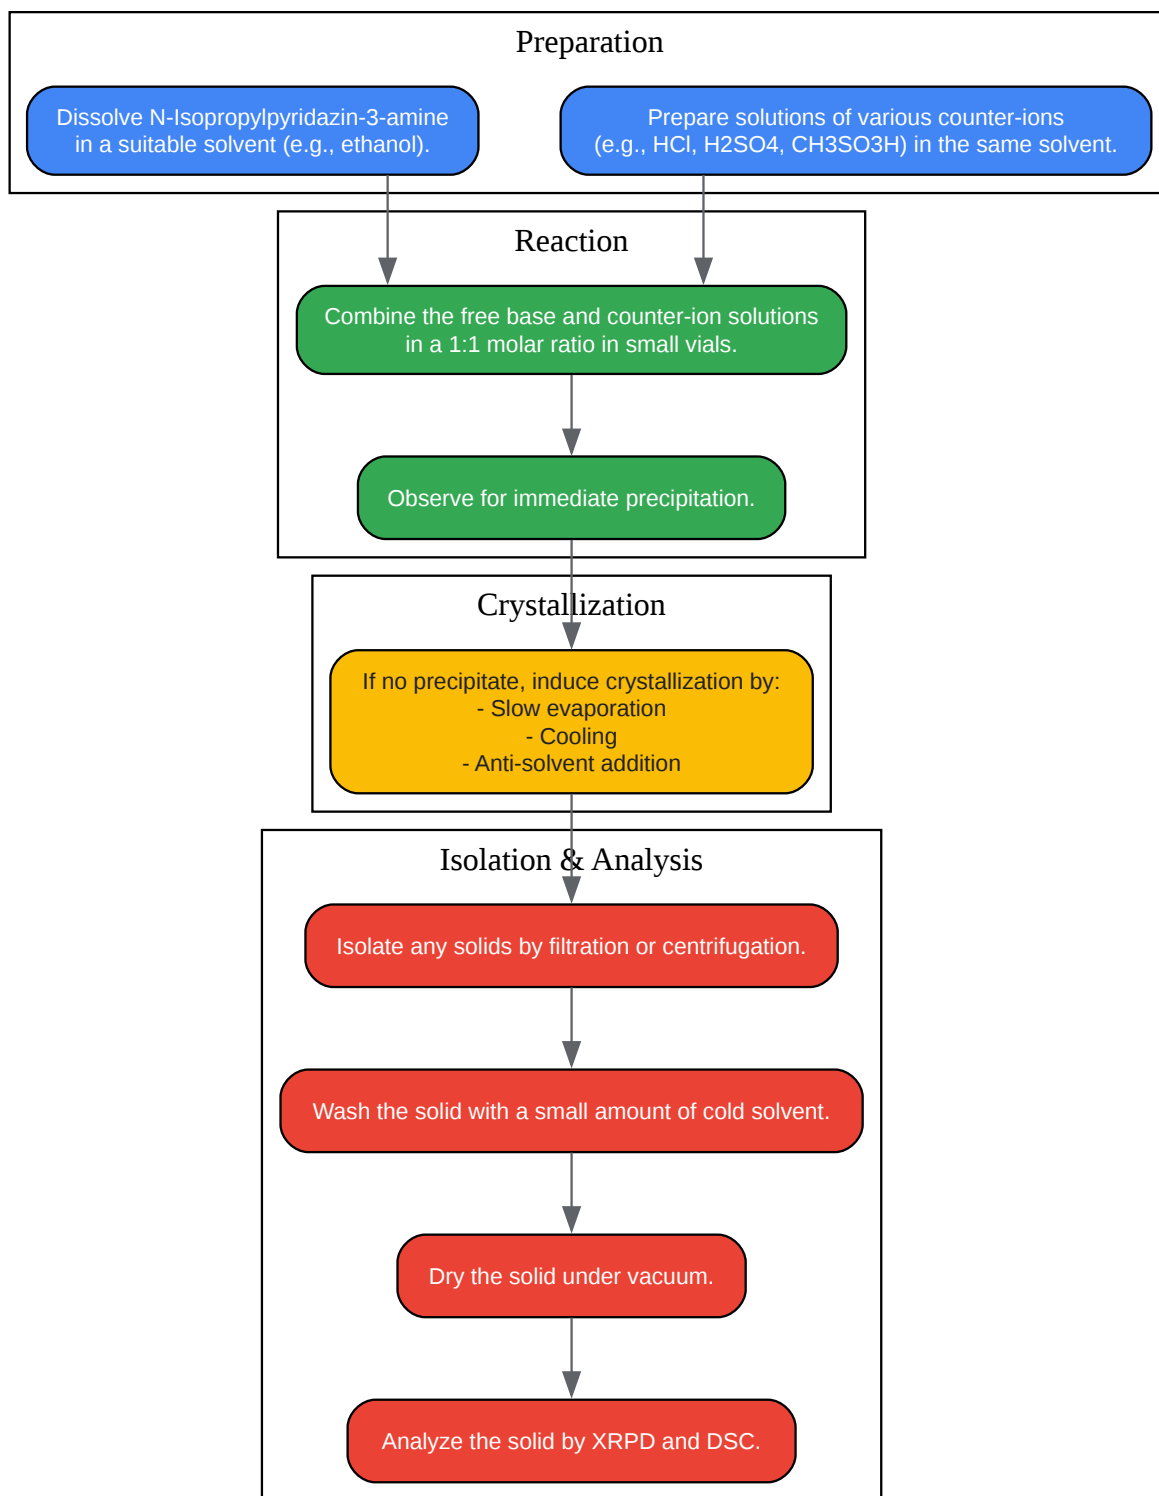 Preparation
Dissolve N-Isopropylpyridazin-3-amine
in a suitable solvent (e.g., ethanol).
Prepare solutions of various counter-ions
(e.g., HCl, H2SO4, CH3SO3H) in the same solvent.
Reaction
Combine the free base and counter-ion solutions
in a 1:1 molar ratio in small vials.
Observe for immediate precipitation.
Crystallization
If no precipitate, induce crystallization by:
- Slow evaporation
- Cooling
- Anti-solvent addition
Isolation & Analysis
Isolate any solids by filtration or centrifugation.
Wash the solid with a small amount of cold solvent.
Dry the solid under vacuum.
Analyze the solid by XRPD and DSC.